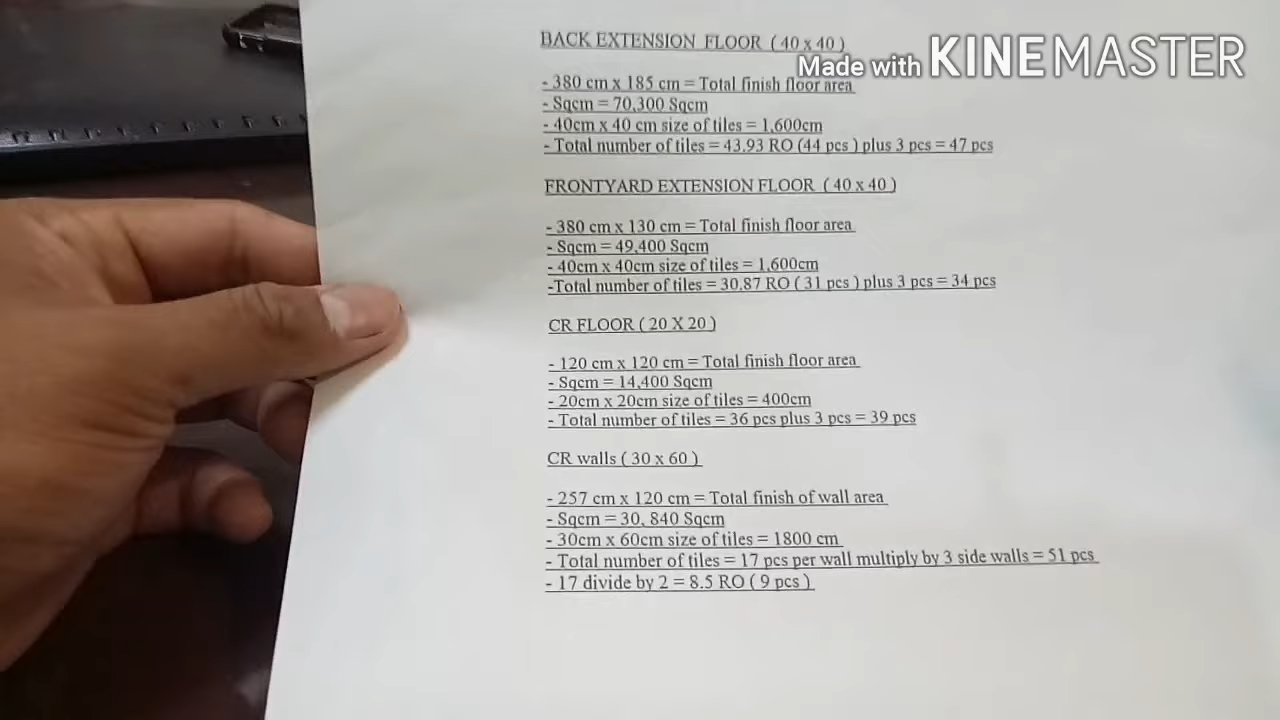 BACK EXTENSION FLOOR ( 40 x 40 )
Made with KINEMASTER
- 380 cm x 185 cm = Total finish floor area
- Sqcm = 70,300 Sqcm
- 40cm x 40 cm size of tiles = 1,600cm
- Total number of tiles = 43.93 RO (44 pcs ) plus 3 pcs = 47 pcs
FRONTYARD EXTENSION FLOOR ( 40 x 40 )
- 380 cm x 130 cm = Total finish floor area
- Sqcm = 49,400 Sqcm
- 40cm x 40cm size of tiles = 1,600cm
-Total number of tiles = 30.87 RO ( 31 pcs ) plus 3 pcs = 34 pcs
CR FLOOR ( 20 X 20 )
- 120 cm x 120 cm = Total finish floor area
- Sqcm = 14,400 Sqcm
- 20cm x 20cm size of tiles = 400cm
- Total number of tiles = 36 pcs plus 3 pcs = 39 pcs
CR walls ( 30 x 60 )
- 257 cm x 120 cm = Total finish of wall area
- Sqcm = 30, 840 Sqcm
- 30cm x 60cm size of tiles = 1800 cm
- Total number of tiles = 17 pcs per wall multiply by 3 side walls = 51 pcs
- 17 divide by 2 = 8.5 RO ( 9 pcs )